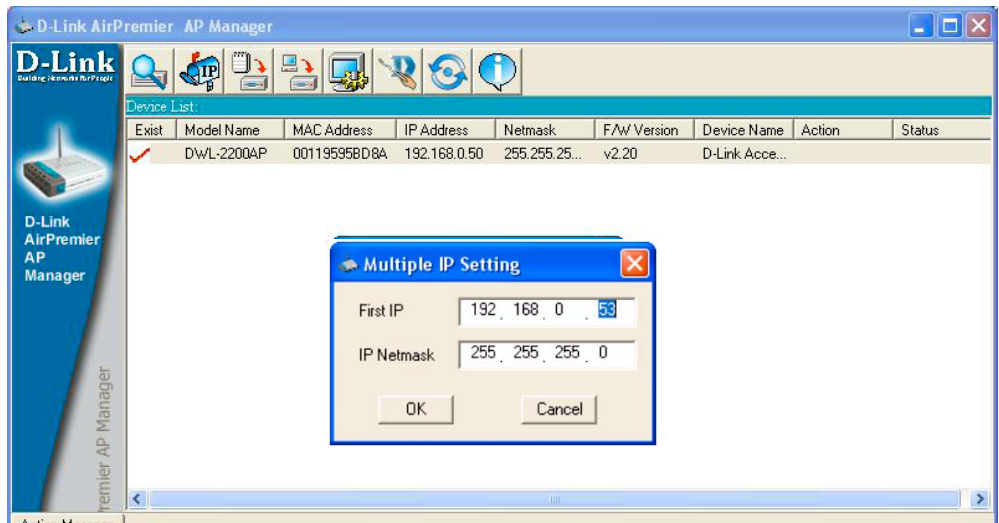 D-Link AirPremier AP Manager
D-Link
Building Networks for People
IP
Device List:
Exist Model Name MAC Address IP Address Netmask F/W Version Device Name Action Status
DWL-2200AP 00119595BD8A 192.168.0.50 255.255.25... v2.20 D-Link Acce...
D-Link
AirPremier
AP
Manager
Multiple IP Setting
First IP 192 . 168 . 0 . 53
IP Netmask 255 . 255 . 255 . 0
OK Cancel
remier AP Manager